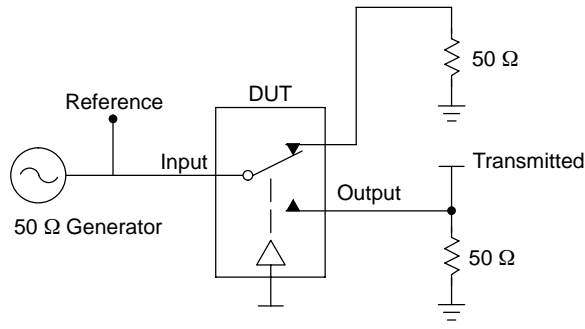 50 Ω
DUT
Reference
Input
Transmitted
Output
50 Ω Generator
50 Ω